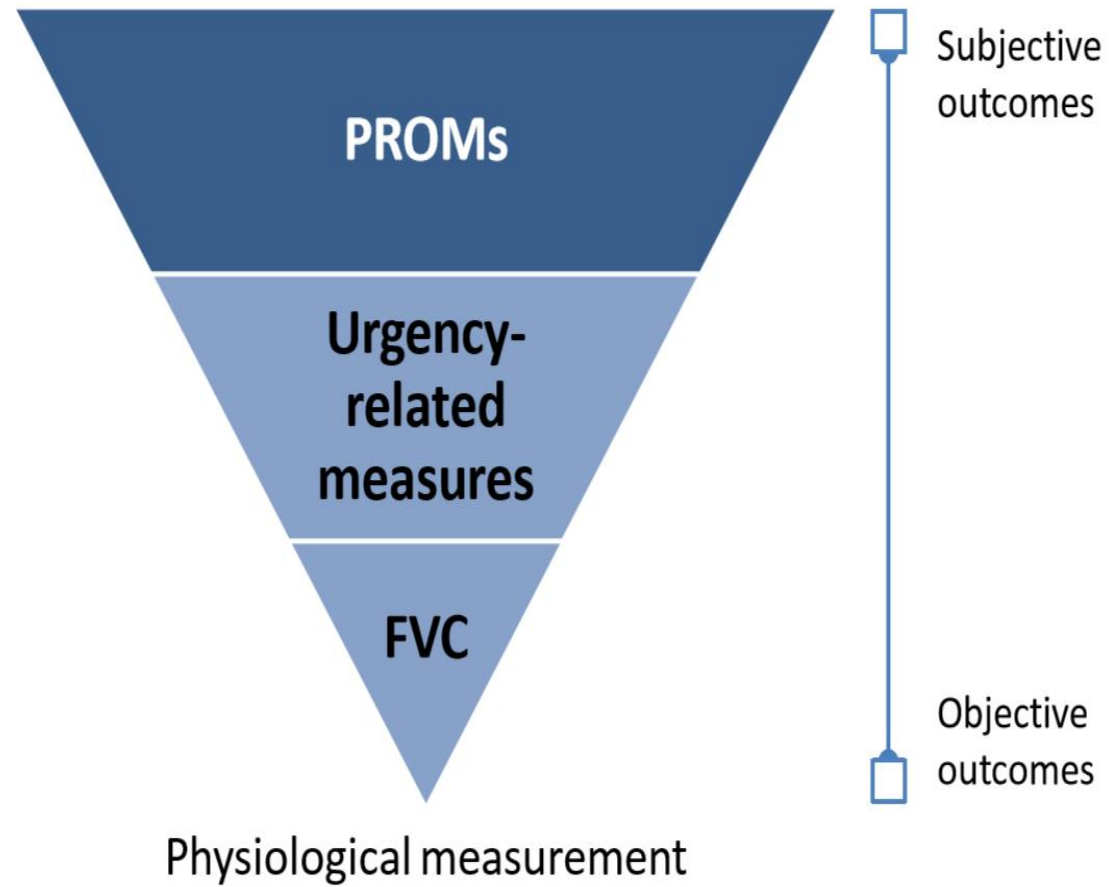 PROMs
Urgency-
related
measures
FVC
Physiological measurement
Subjective
outcomes
Objective
outcomes